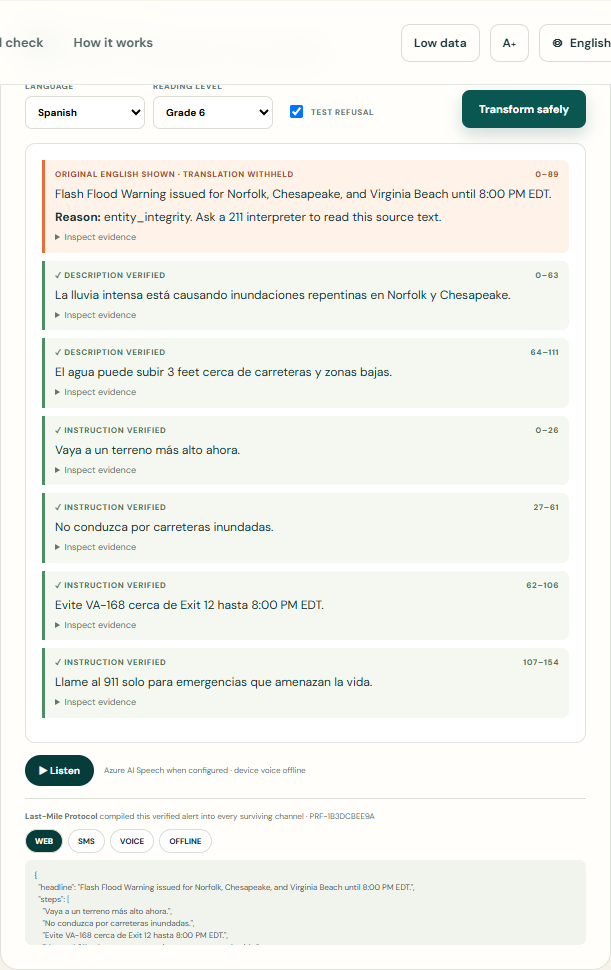 check
How it works
Low data
A+
English
LANGUAGE
READING LEVEL
Spanish
Grade 6
TEST REFUSAL
Transform safely
ORIGINAL ENGLISH SHOWN · TRANSLATION WITHHELD
0–89
Flash Flood Warning issued for Norfolk, Chesapeake, and Virginia Beach until 8:00 PM EDT.
Reason: entity_integrity. Ask a 211 interpreter to read this source text.
▶ Inspect evidence
✓ DESCRIPTION VERIFIED
0–63
La lluvia intensa está causando inundaciones repentinas en Norfolk y Chesapeake.
▶ Inspect evidence
✓ DESCRIPTION VERIFIED
64–111
El agua puede subir 3 feet cerca de carreteras y zonas bajas.
▶ Inspect evidence
✓ INSTRUCTION VERIFIED
0–26
Vaya a un terreno más alto ahora.
▶ Inspect evidence
✓ INSTRUCTION VERIFIED
27–61
No conduzca por carreteras inundadas.
▶ Inspect evidence
✓ INSTRUCTION VERIFIED
62–106
Evite VA-168 cerca de Exit 12 hasta 8:00 PM EDT.
▶ Inspect evidence
✓ INSTRUCTION VERIFIED
107–154
Llame al 911 solo para emergencias que amenazan la vida.
▶ Inspect evidence
▶ Listen
Azure AI Speech when configured · device voice offline
Last-Mile Protocol compiled this verified alert into every surviving channel · PRF-1B3DCBEE9A
WEB
SMS
VOICE
OFFLINE
{
"headline": "Flash Flood Warning issued for Norfolk, Chesapeake, and Virginia Beach until 8:00 PM EDT.",
"steps": [
"Vaya a un terreno más alto ahora.",
"No conduzca por carreteras inundadas.",
"Evite VA-168 cerca de Exit 12 hasta 8:00 PM EDT.",